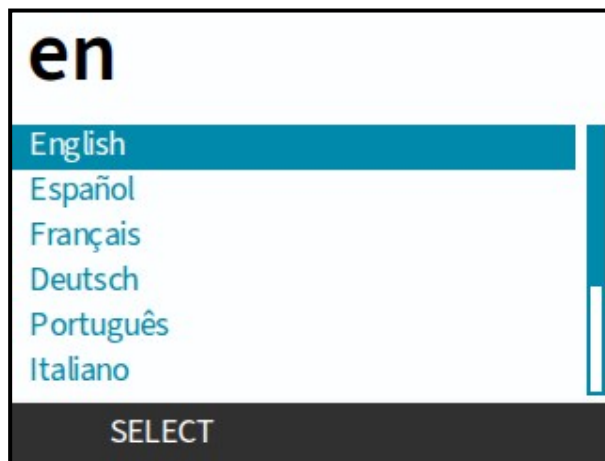 en
English
Español
Français
Deutsch
Português
Italiano
SELECT